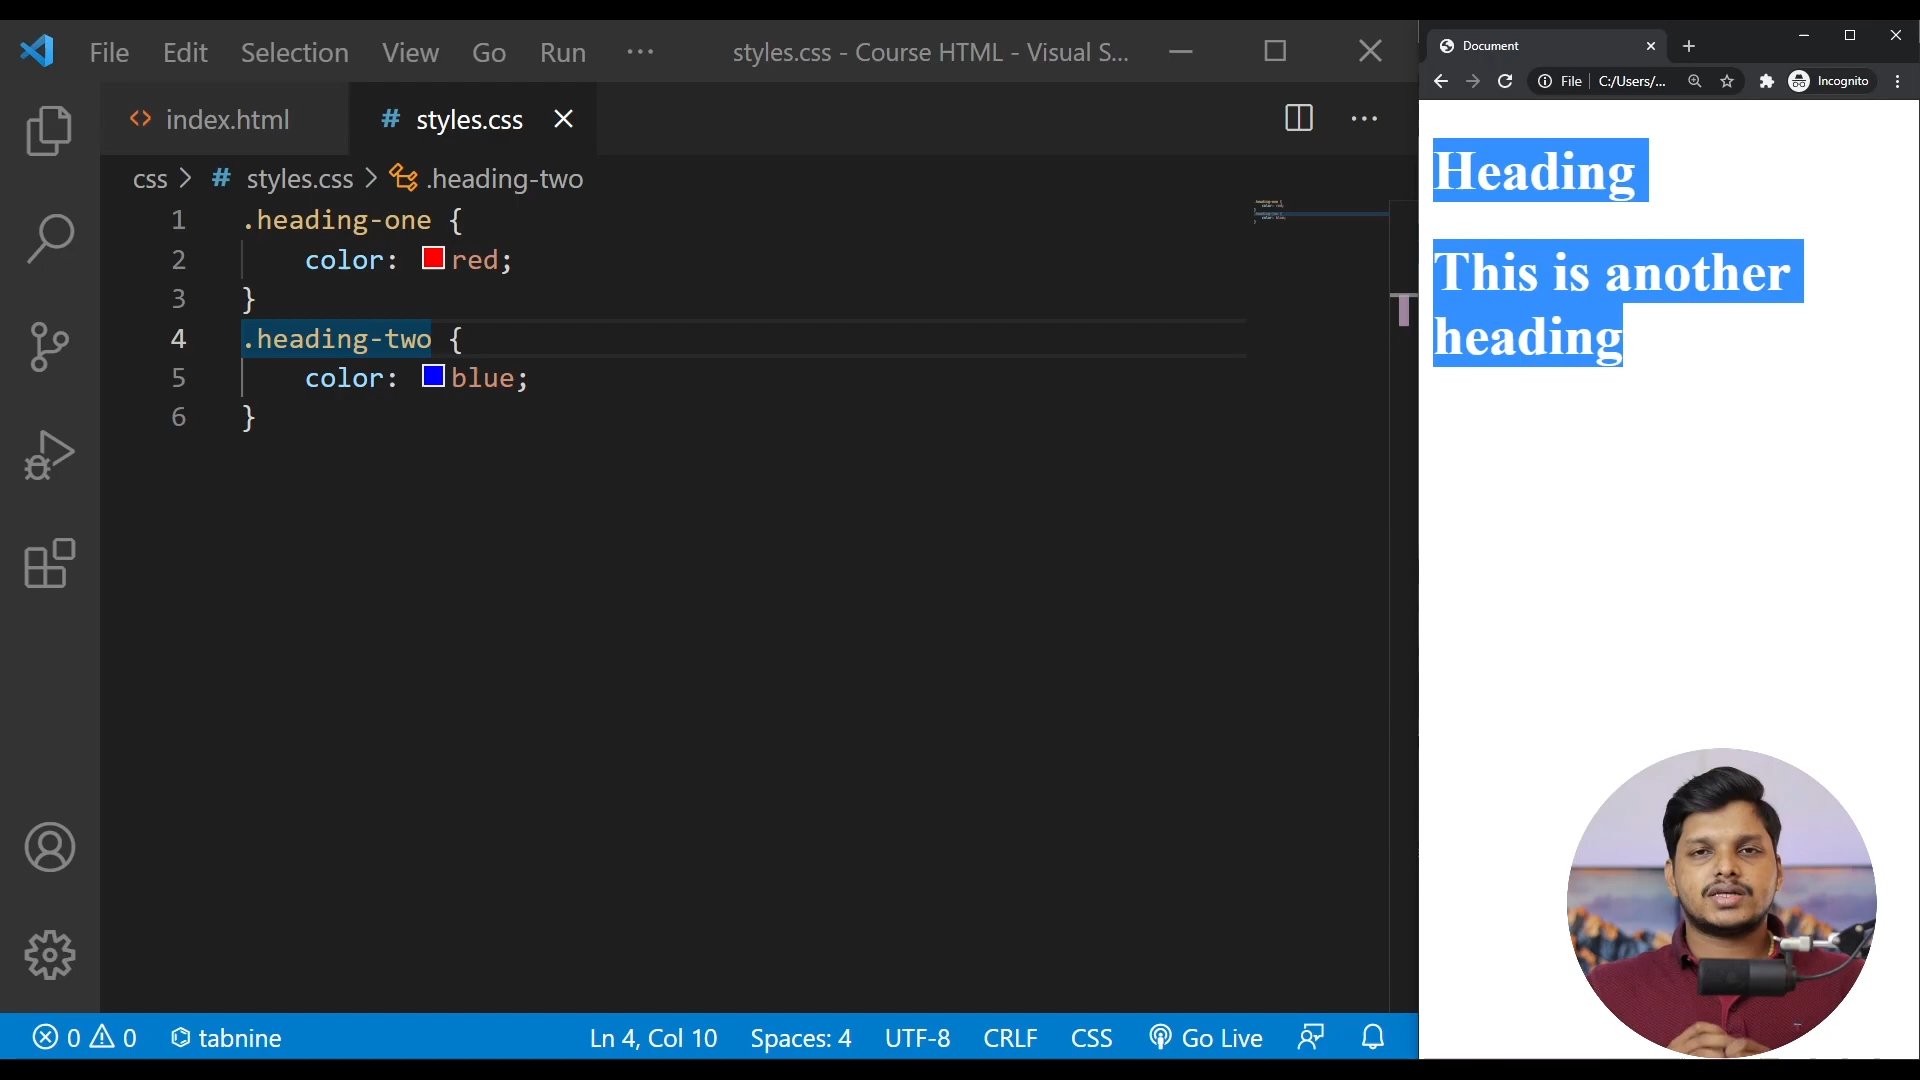 File Edit Selection View Go Run ··· styles.css - Course HTML - Visual S...
index.html # styles.css
css > # styles.css > .heading-two
1 .heading-one {
2 color: red;
3 }
4 .heading-two {
5 color: blue;
6 }
0 0 tabnine Ln 4, Col 10 Spaces: 4 UTF-8 CRLF CSS Go Live
Document
File | C:/Users/... Incognito
Heading
This is another
heading